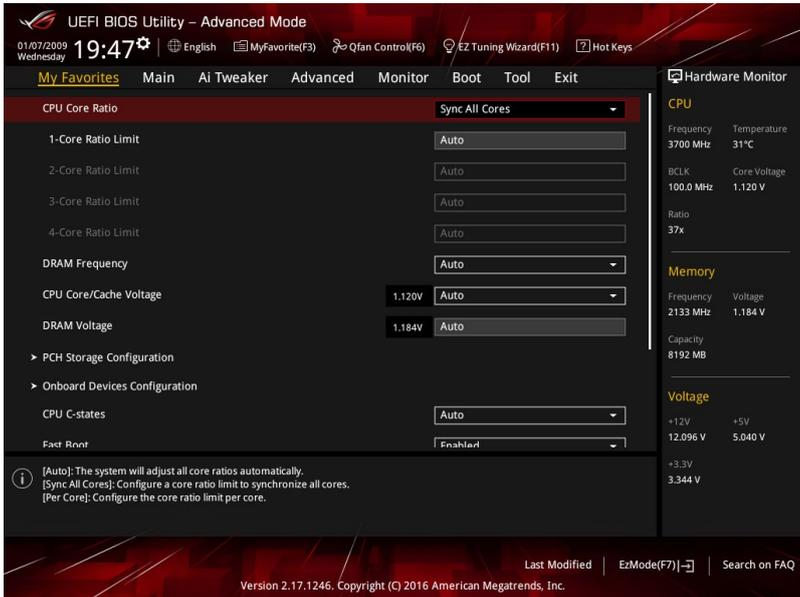 UEFI BIOS Utility – Advanced Mode
01/07/2009
Wednesday
19:47
English
MyFavorite(F3)
Qfan Control(F6)
EZ Tuning Wizard(F11)
? Hot Keys
My Favorites Main Ai Tweaker Advanced Monitor Boot Tool Exit
CPU Core Ratio Sync All Cores
1-Core Ratio Limit Auto
2-Core Ratio Limit Auto
3-Core Ratio Limit Auto
4-Core Ratio Limit Auto
DRAM Frequency Auto
CPU Core/Cache Voltage 1.120V Auto
DRAM Voltage 1.184V Auto
PCH Storage Configuration
Onboard Devices Configuration
CPU C-states Auto
Fast Boot Enabled
i
[Auto]: The system will adjust all core ratios automatically.
[Sync All Cores]: Configure a core ratio limit to synchronize all cores.
[Per Core]: Configure the core ratio limit per core.
Hardware Monitor
CPU
Frequency Temperature
3700 MHz 31°C
BCLK Core Voltage
100.0 MHz 1.120 V
Ratio
37x
Memory
Frequency Voltage
2133 MHz 1.184 V
Capacity
8192 MB
Voltage
+12V +5V
12.096 V 5.040 V
+3.3V
3.344 V
Last Modified EzMode(F7) Search on FAQ
Version 2.17.1246. Copyright (C) 2016 American Megatrends, Inc.